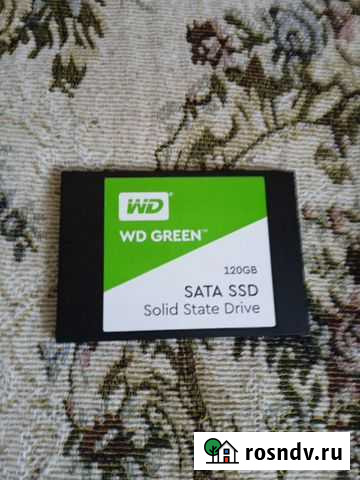 WD®
WD GREEN™
120GB
SATA SSD
Solid State Drive
rosndv.ru